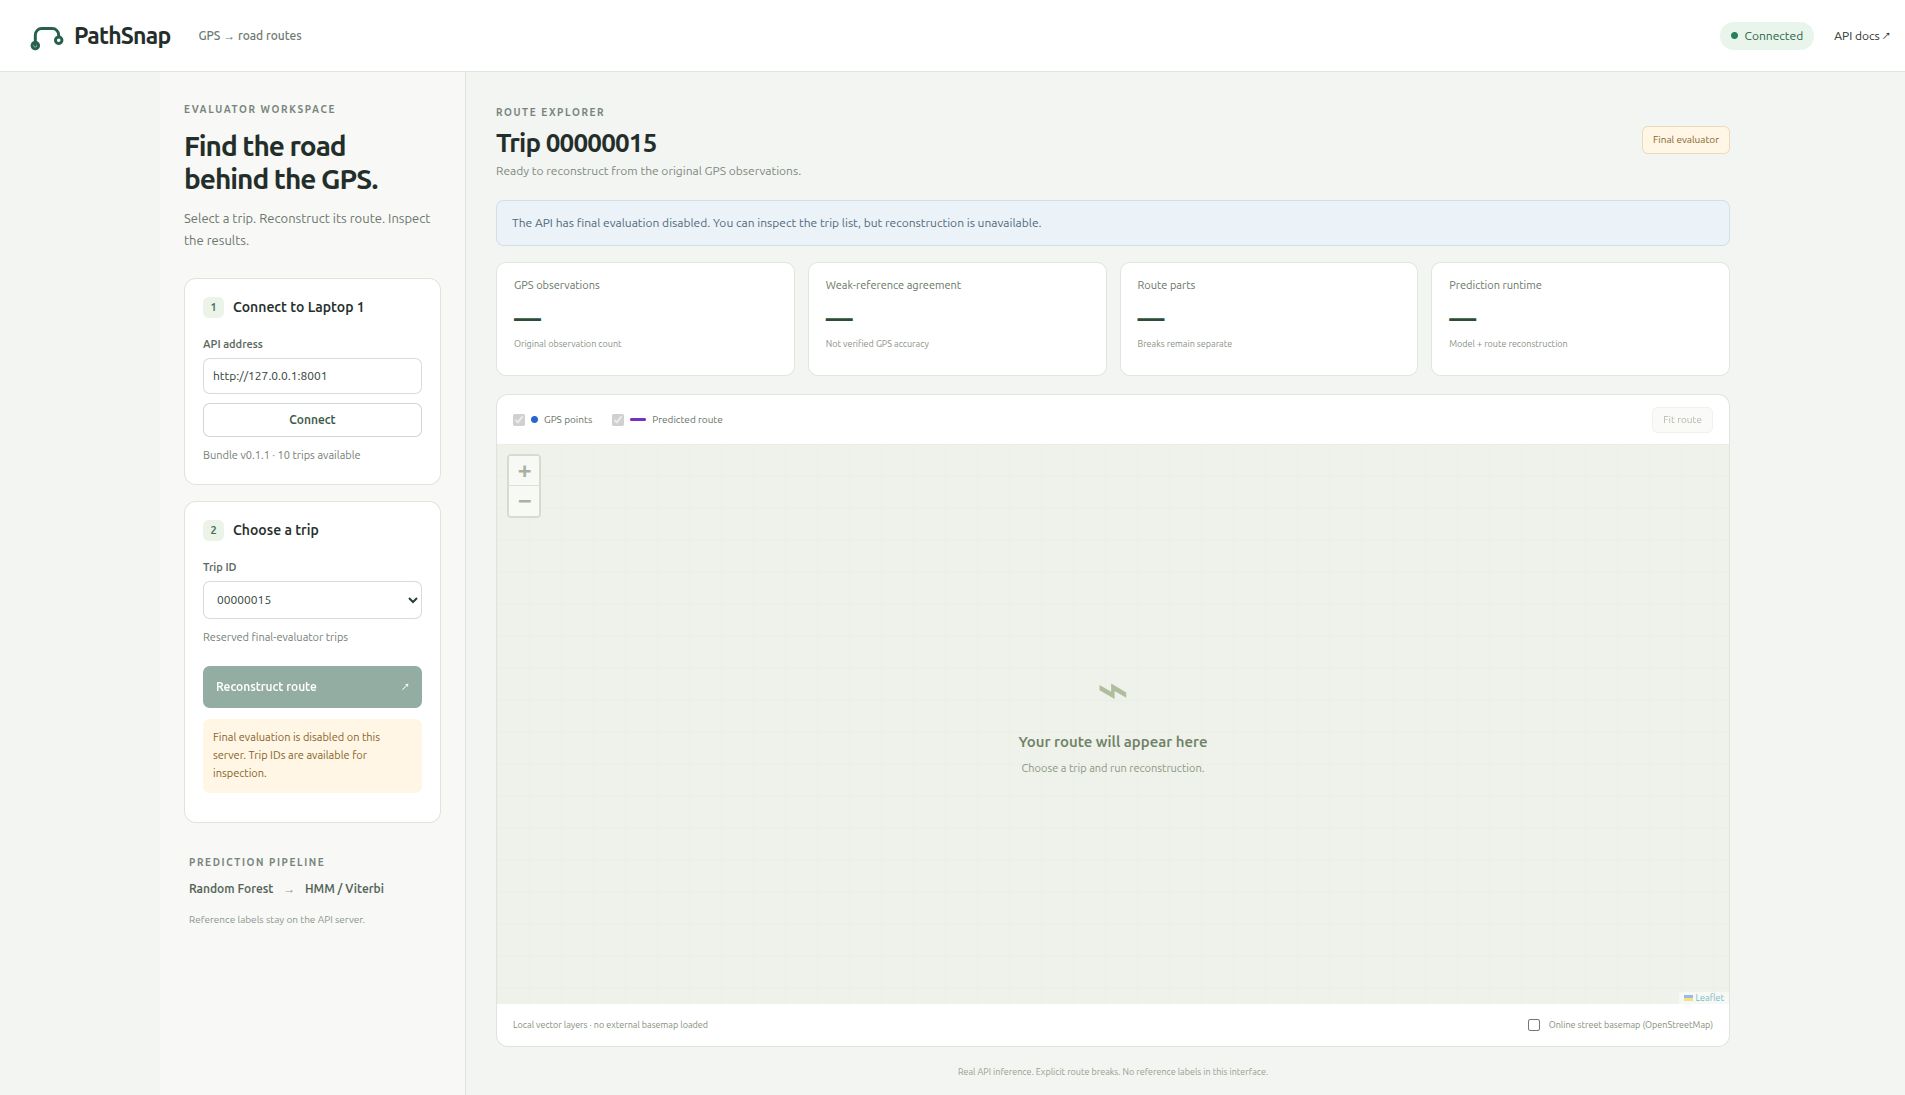 PathSnap
GPS → road routes
Connected
API docs ↗
EVALUATOR WORKSPACE
Find the road
behind the GPS.
Select a trip. Reconstruct its route. Inspect
the results.
1 Connect to Laptop 1
API address
http://127.0.0.1:8001
Connect
Bundle v0.1.1 · 10 trips available
2 Choose a trip
Trip ID
00000015
Reserved final-evaluator trips
Reconstruct route ↗
Final evaluation is disabled on this
server. Trip IDs are available for
inspection.
PREDICTION PIPELINE
Random Forest → HMM / Viterbi
Reference labels stay on the API server.
ROUTE EXPLORER
Trip 00000015
Ready to reconstruct from the original GPS observations.
Final evaluator
The API has final evaluation disabled. You can inspect the trip list, but reconstruction is unavailable.
GPS observations
—
Original observation count
Weak-reference agreement
—
Not verified GPS accuracy
Route parts
—
Breaks remain separate
Prediction runtime
—
Model + route reconstruction
GPS points
Predicted route
Fit route
+
−
Your route will appear here
Choose a trip and run reconstruction.
Leaflet
Local vector layers · no external basemap loaded
Online street basemap (OpenStreetMap)
Real API inference. Explicit route breaks. No reference labels in this interface.